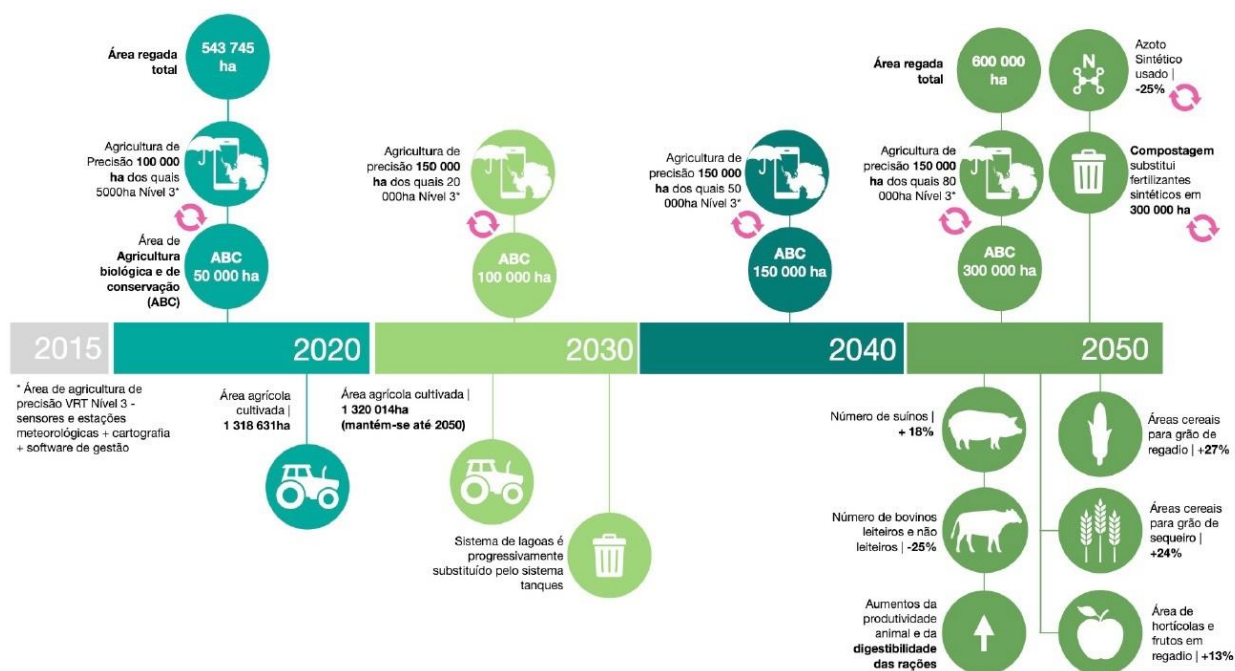 Área regada
total
543 745
ha
Agricultura de
Precisão 100 000
ha dos quais
5000ha Nível 3*
Área de
Agricultura
biológica e de
conservação
(ABC)
ABC
50 000 ha
Agricultura de
precisão 150 000
ha dos quais 20
000ha Nível 3*
ABC
100 000 ha
Agricultura de
precisão 150 000
ha dos quais 50
000ha Nível 3*
ABC
150 000 ha
Área regada
total
600 000
ha
Agricultura de
precisão 150 000
ha dos quais 80
000ha Nível 3*
ABC
300 000 ha
N
Azoto
Sintético
usado |
-25%
Compostagem
substitui
fertilizantes
sintéticos em
300 000 ha
2015
2020
2030
2040
2050
* Área de agricultura de
precisão VRT Nível 3 -
sensores e estações
meteorológicas + cartografia
+ software de gestão
Área agrícola
cultivada |
1 318 631ha
Área agrícola cultivada |
1 320 014ha
(mantém-se até 2050)
Sistema de lagoas é
progressivamente
substituído pelo sistema
tanques
Número de suínos |
+ 18%
Número de bovinos
leiteiros e não
leiteiros | -25%
Aumentos da
produtividade
animal e da
digestibilidade
das rações
Áreas cereais
para grão de
regadio | +27%
Áreas cereais
para grão de
sequeiro |
+24%
Área de
hortícolas e
frutos em
regadio | +13%